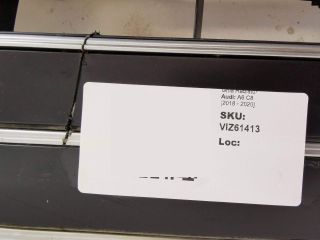 Audi: A6 C8
[2018 - 2020]
SKU:
VIZ61413
Loc: